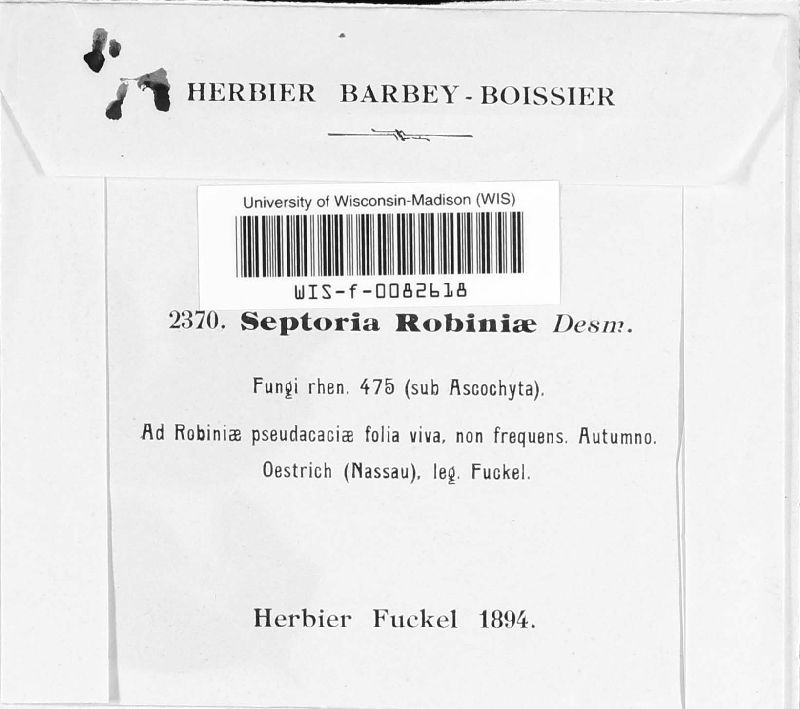 HERBIER BARBEY-BOISSIER
University of Wisconsin-Madison (WIS)
WIS-f-0082618
2370. Septoria Robiniæ Desm.
Fungi rhen. 475 (sub Ascochyta).
Ad Robiniæ pseudacaciæ folia viva, non frequens. Autumno.
Oestrich (Nassau), leg. Fuckel.
Herbier Fuckel 1894.